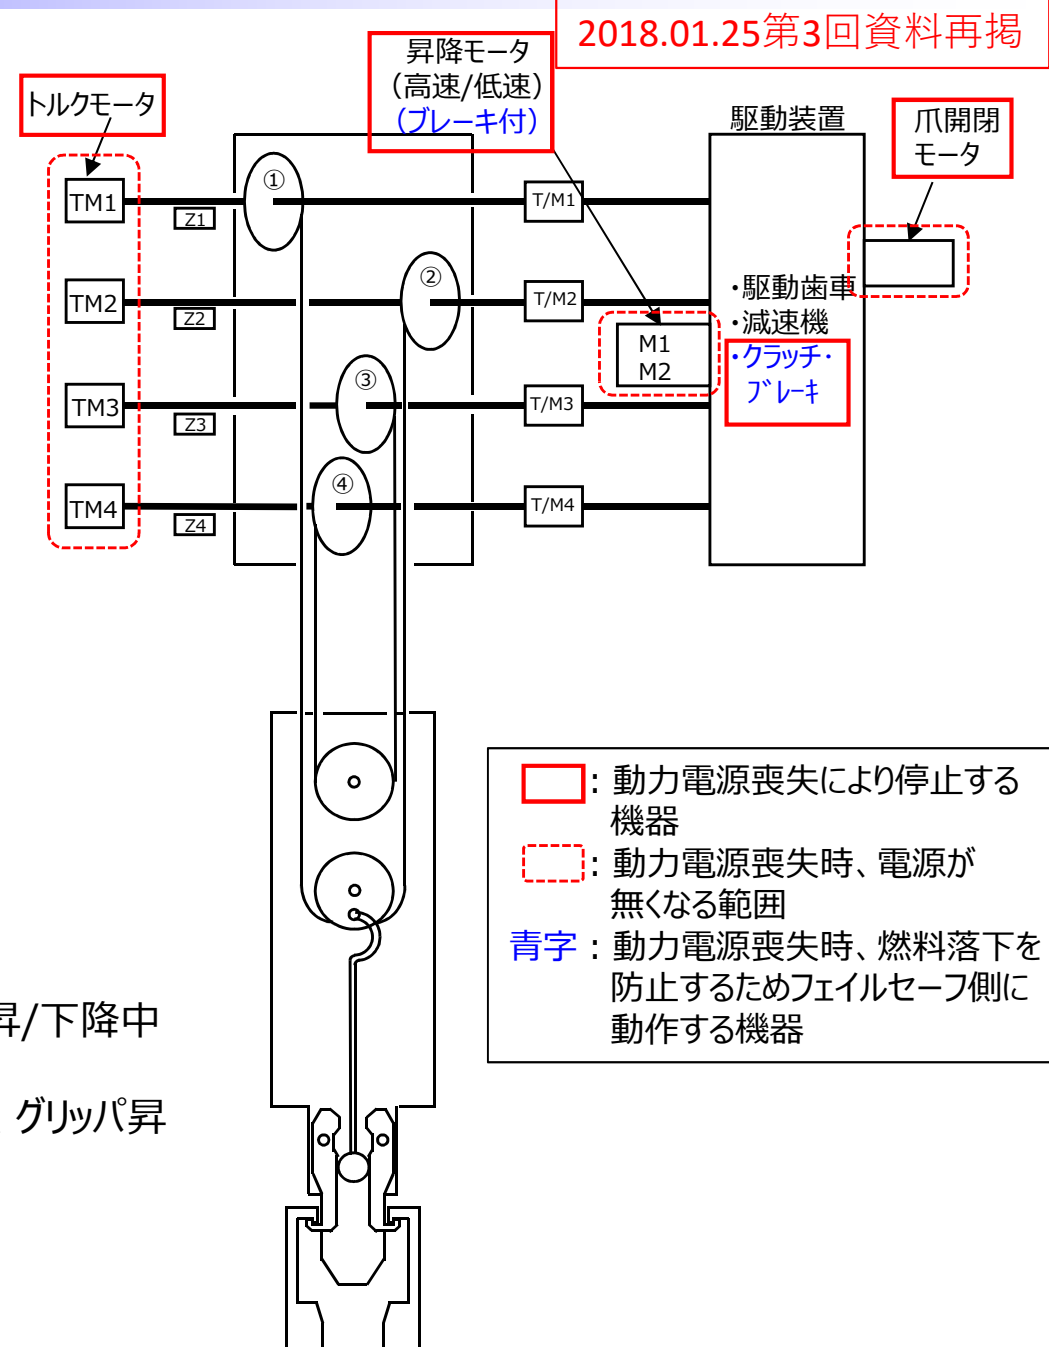 2018.01.25第3回資料再掲
昇降モータ
（高速/低速）
（ブレーキ付）
トルクモータ
駆動装置
爪開閉
モータ
TM1
Z1
①
T/M1
TM2
Z2
②
T/M2
・駆動歯車
・減速機
・クラッチ・
ブレーキ
M1
M2
TM3
Z3
③
T/M3
TM4
Z4
④
T/M4
：動力電源喪失により停止する
機器
：動力電源喪失時、電源が
無くなる範囲
青字：動力電源喪失時、燃料落下を
防止するためフェイルセーフ側に
動作する機器
昇/下降中
グリッパ昇